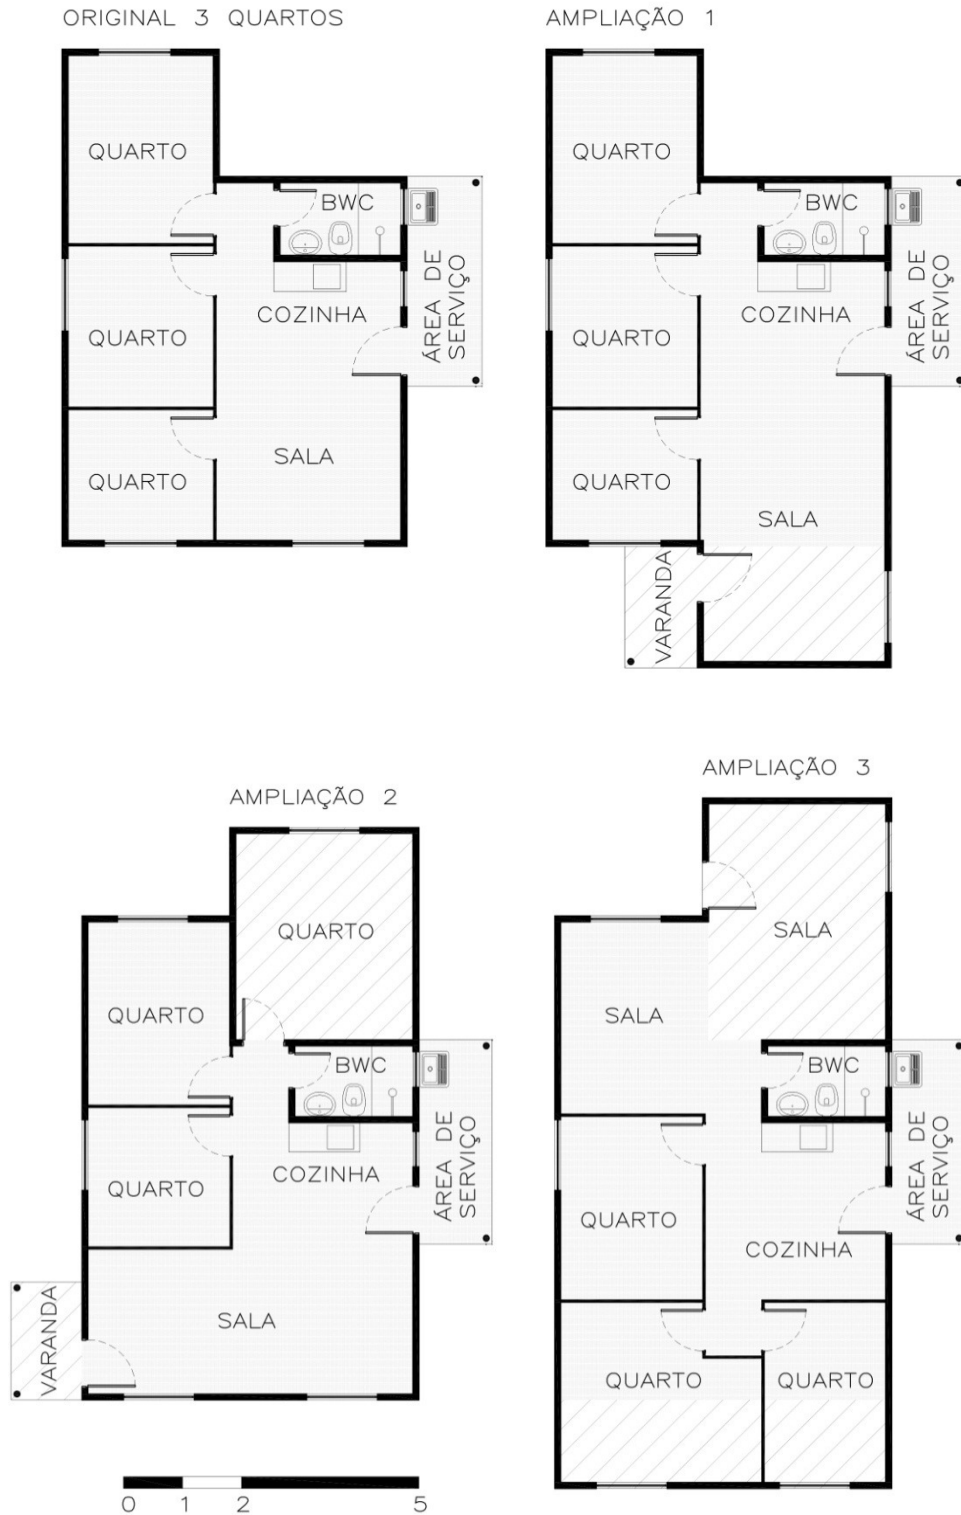 ORIGINAL 3 QUARTOS
QUARTO
BWC
ÁREA DE
SERVIÇO
COZINHA
QUARTO
SALA
QUARTO
AMPLIAÇÃO 1
QUARTO
BWC
ÁREA DE
SERVIÇO
COZINHA
QUARTO
QUARTO
SALA
VARANDA
AMPLIAÇÃO 2
QUARTO
QUARTO
BWC
ÁREA DE
SERVIÇO
COZINHA
QUARTO
SALA
VARANDA
0 1 2 5
AMPLIAÇÃO 3
SALA
SALA
BWC
ÁREA DE
SERVIÇO
QUARTO
COZINHA
QUARTO
QUARTO